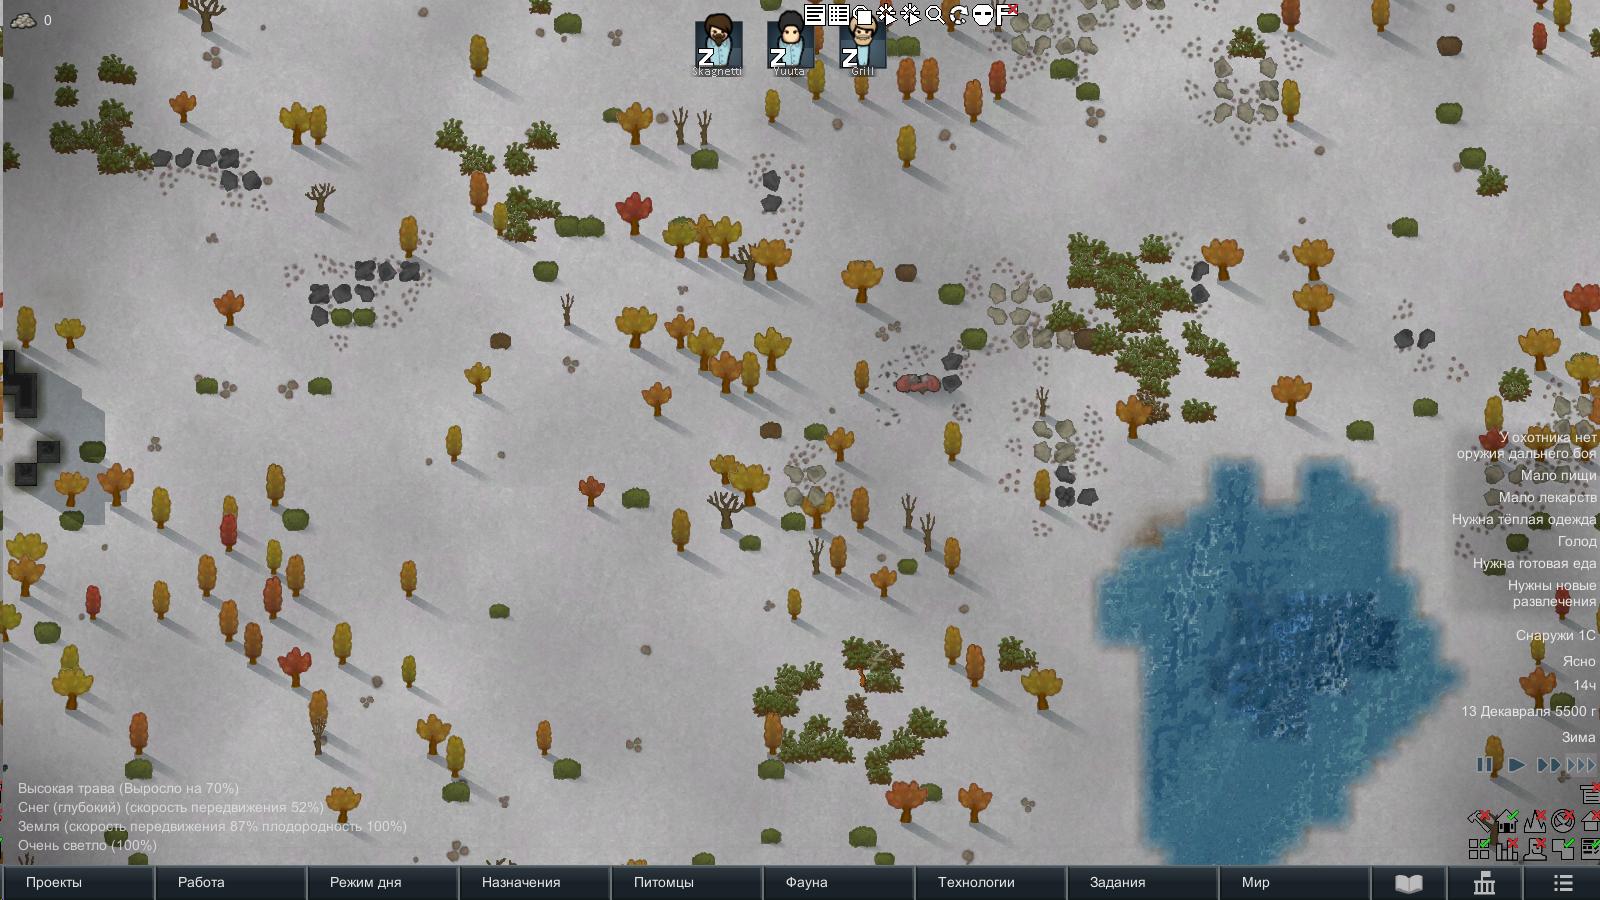 0
Z
Z
Z
Skagnetti
Yuuta
Grill
У охотника нет
оружия дальнего боя
Мало пищи
Мало лекарств
Нужна тёплая одежда
Голод
Нужна готовая еда
Нужны новые
развлечения
Снаружи 1C
Ясно
14ч
13 Декавраля 5500 г
Зима
Высокая трава (Выросло на 70%)
Снег (глубокий) (скорость передвижения 52%)
Земля (скорость передвижения 87% плодородность 100%)
Очень светло (100%)
Проекты
Работа
Режим дня
Назначения
Питомцы
Фауна
Технологии
Задания
Мир